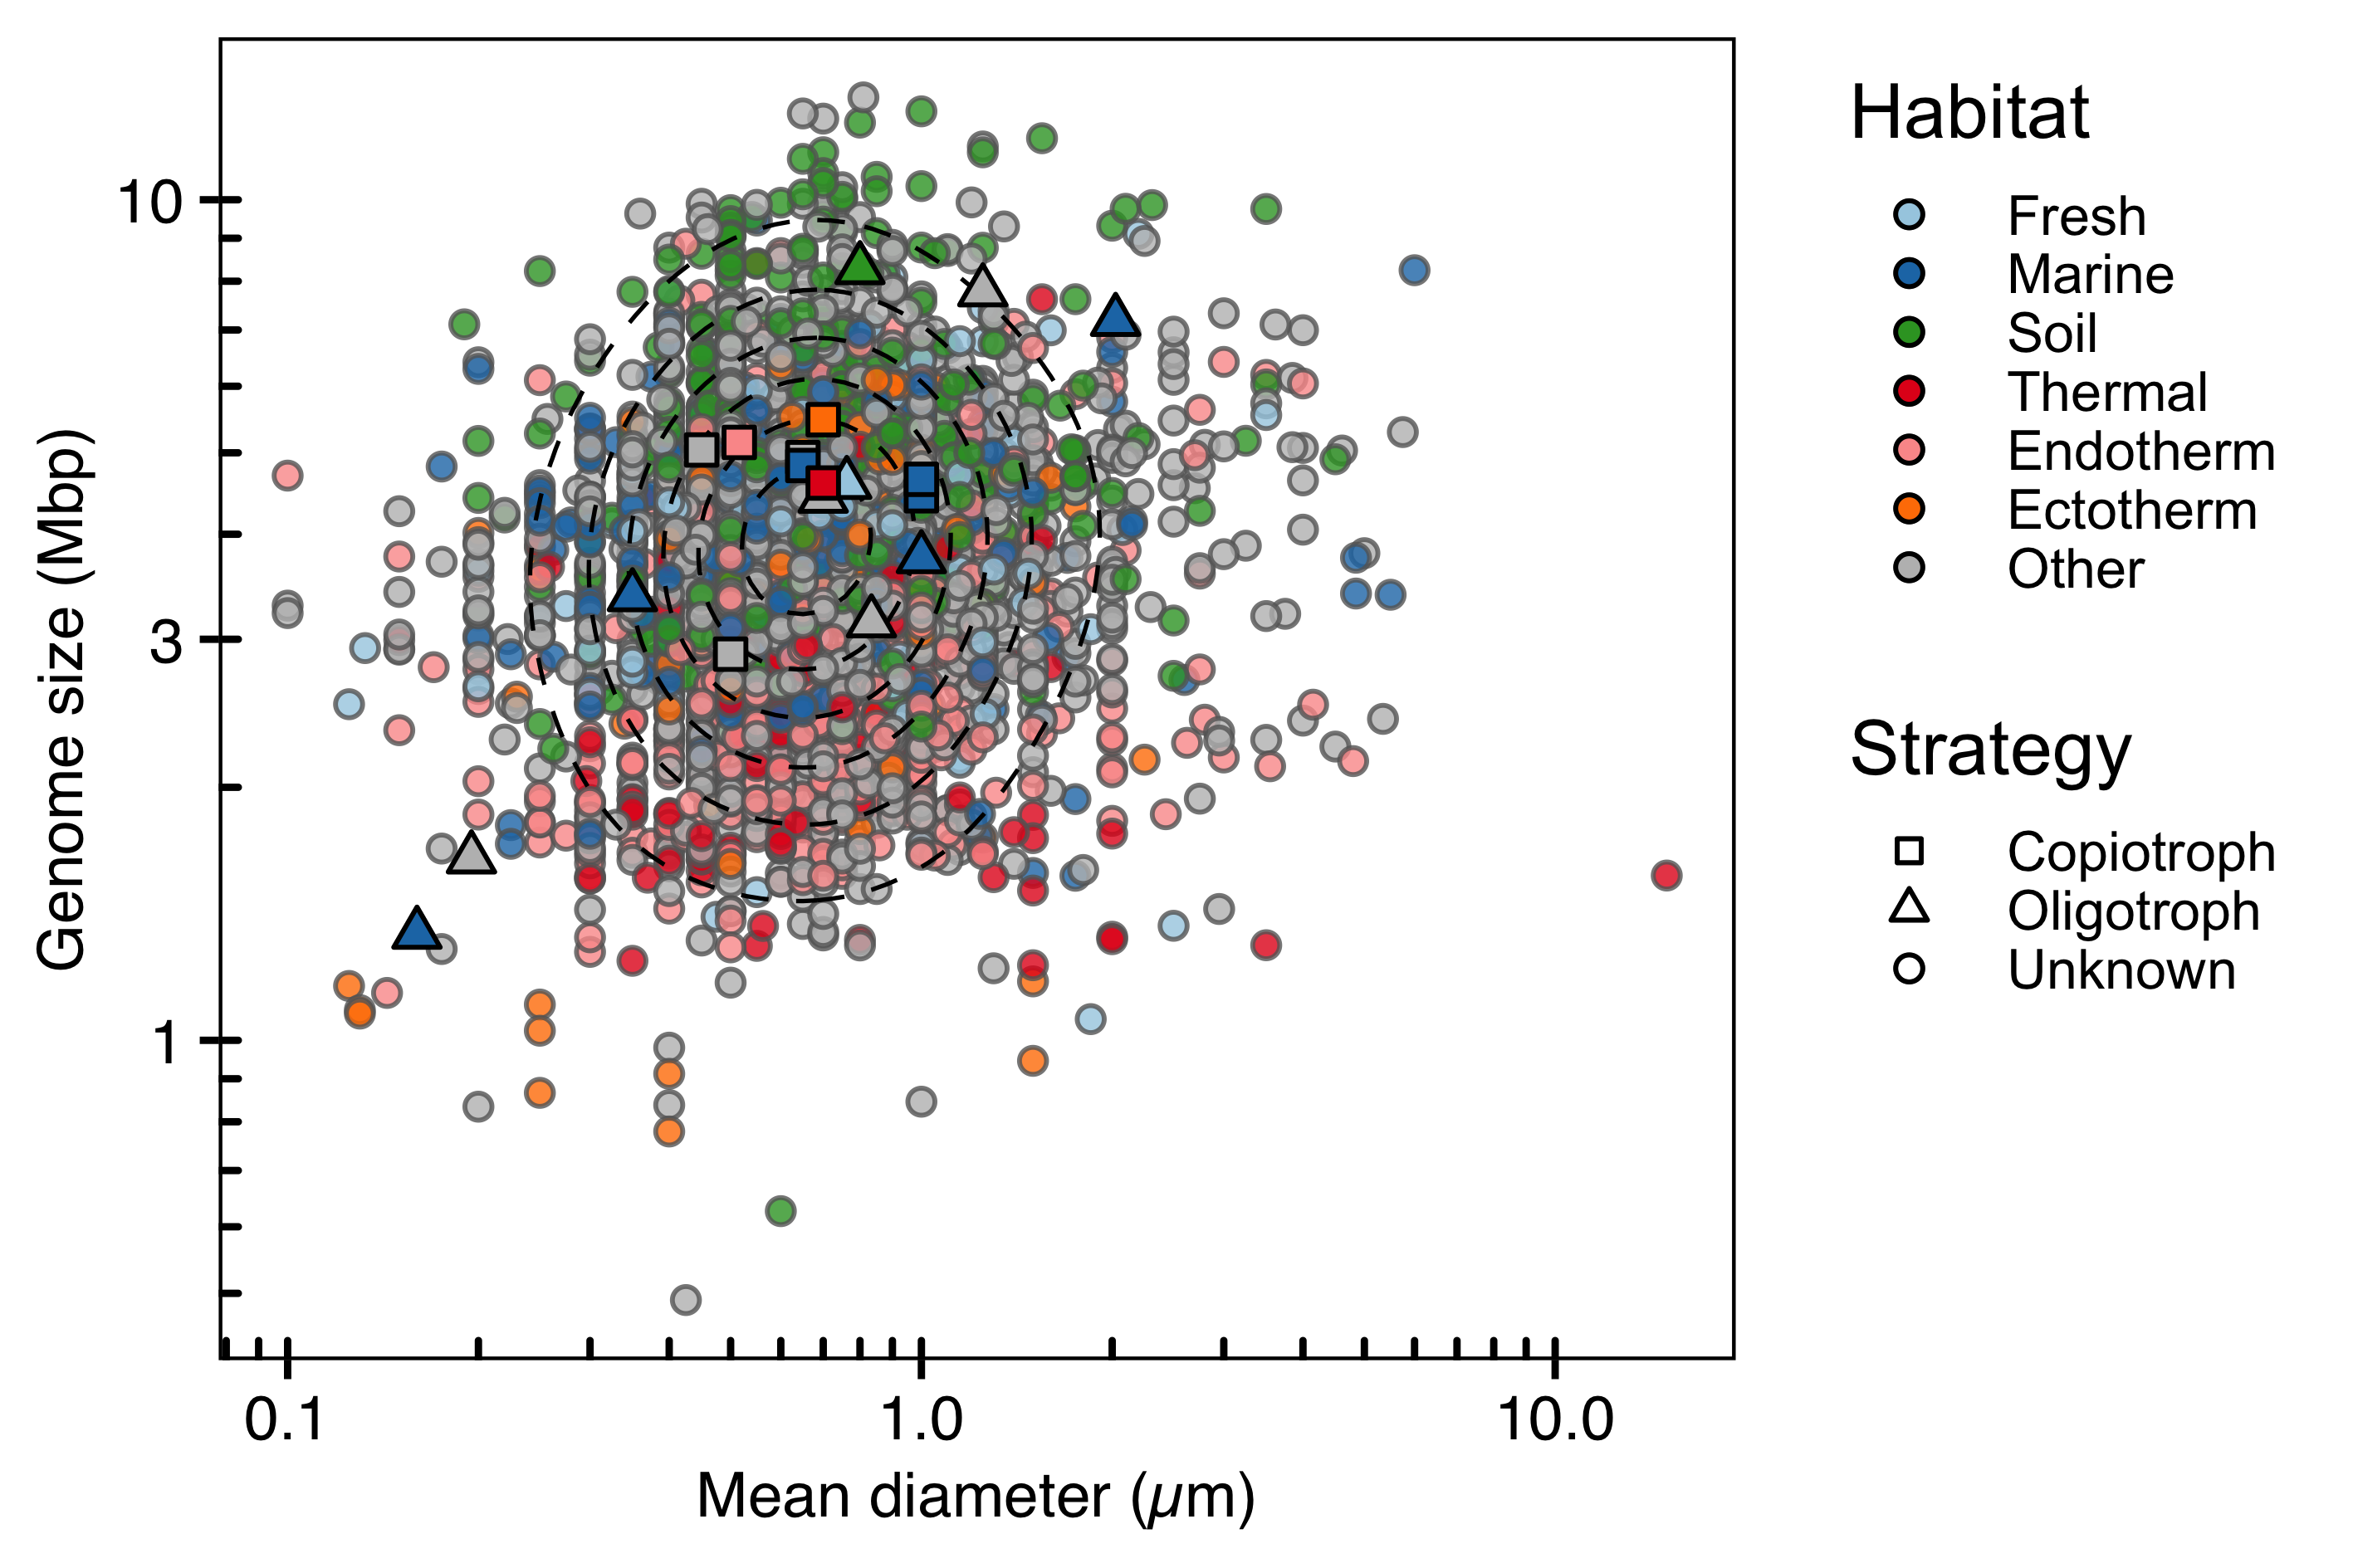 Genome size (Mbp)
10
3
1
0.1
1.0
10.0
Mean diameter (µm)
Habitat
Fresh
Marine
Soil
Thermal
Endotherm
Ectotherm
Other
Strategy
Copiotroph
Oligotroph
Unknown